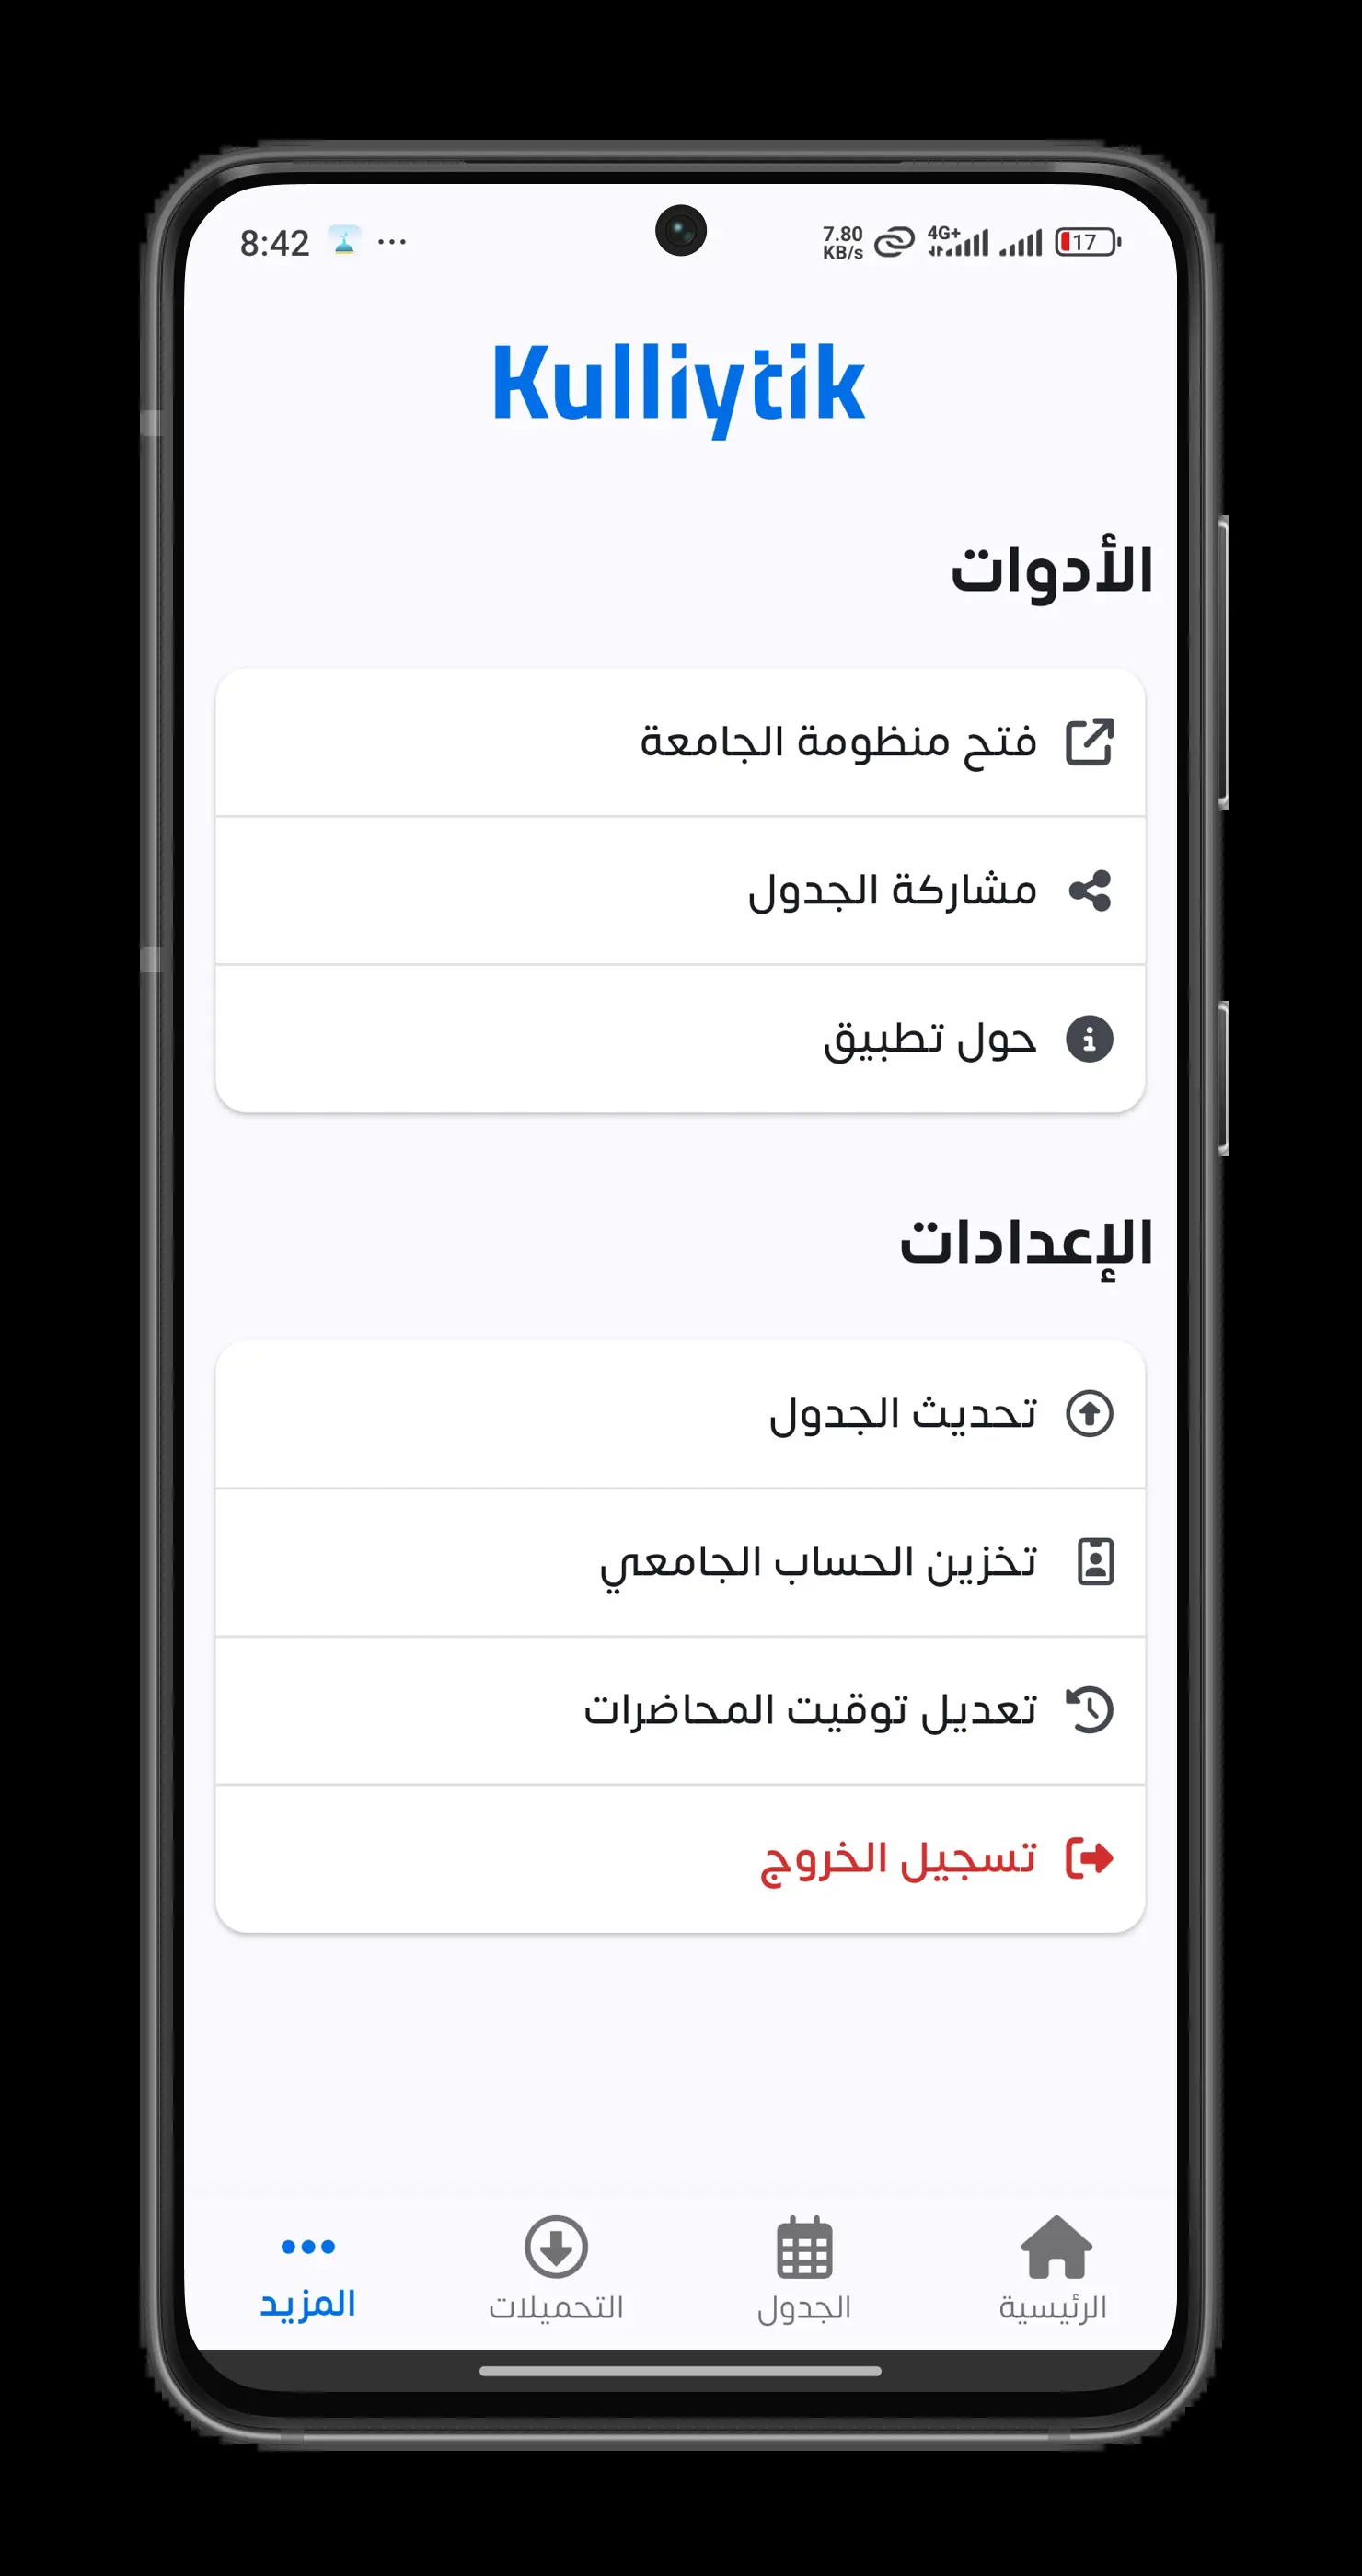 8:42 ... 7.80 KB/s 4G+ 17
Kulliytik
الأدوات
فتح منظومة الجامعة
مشاركة الجدول
حول تطبيق
الإعدادات
تحديث الجدول
تخزين الحساب الجامعي
تعديل توقيت المحاضرات
تسجيل الخروج
الرئيسية الجدول التحميلات المزيد